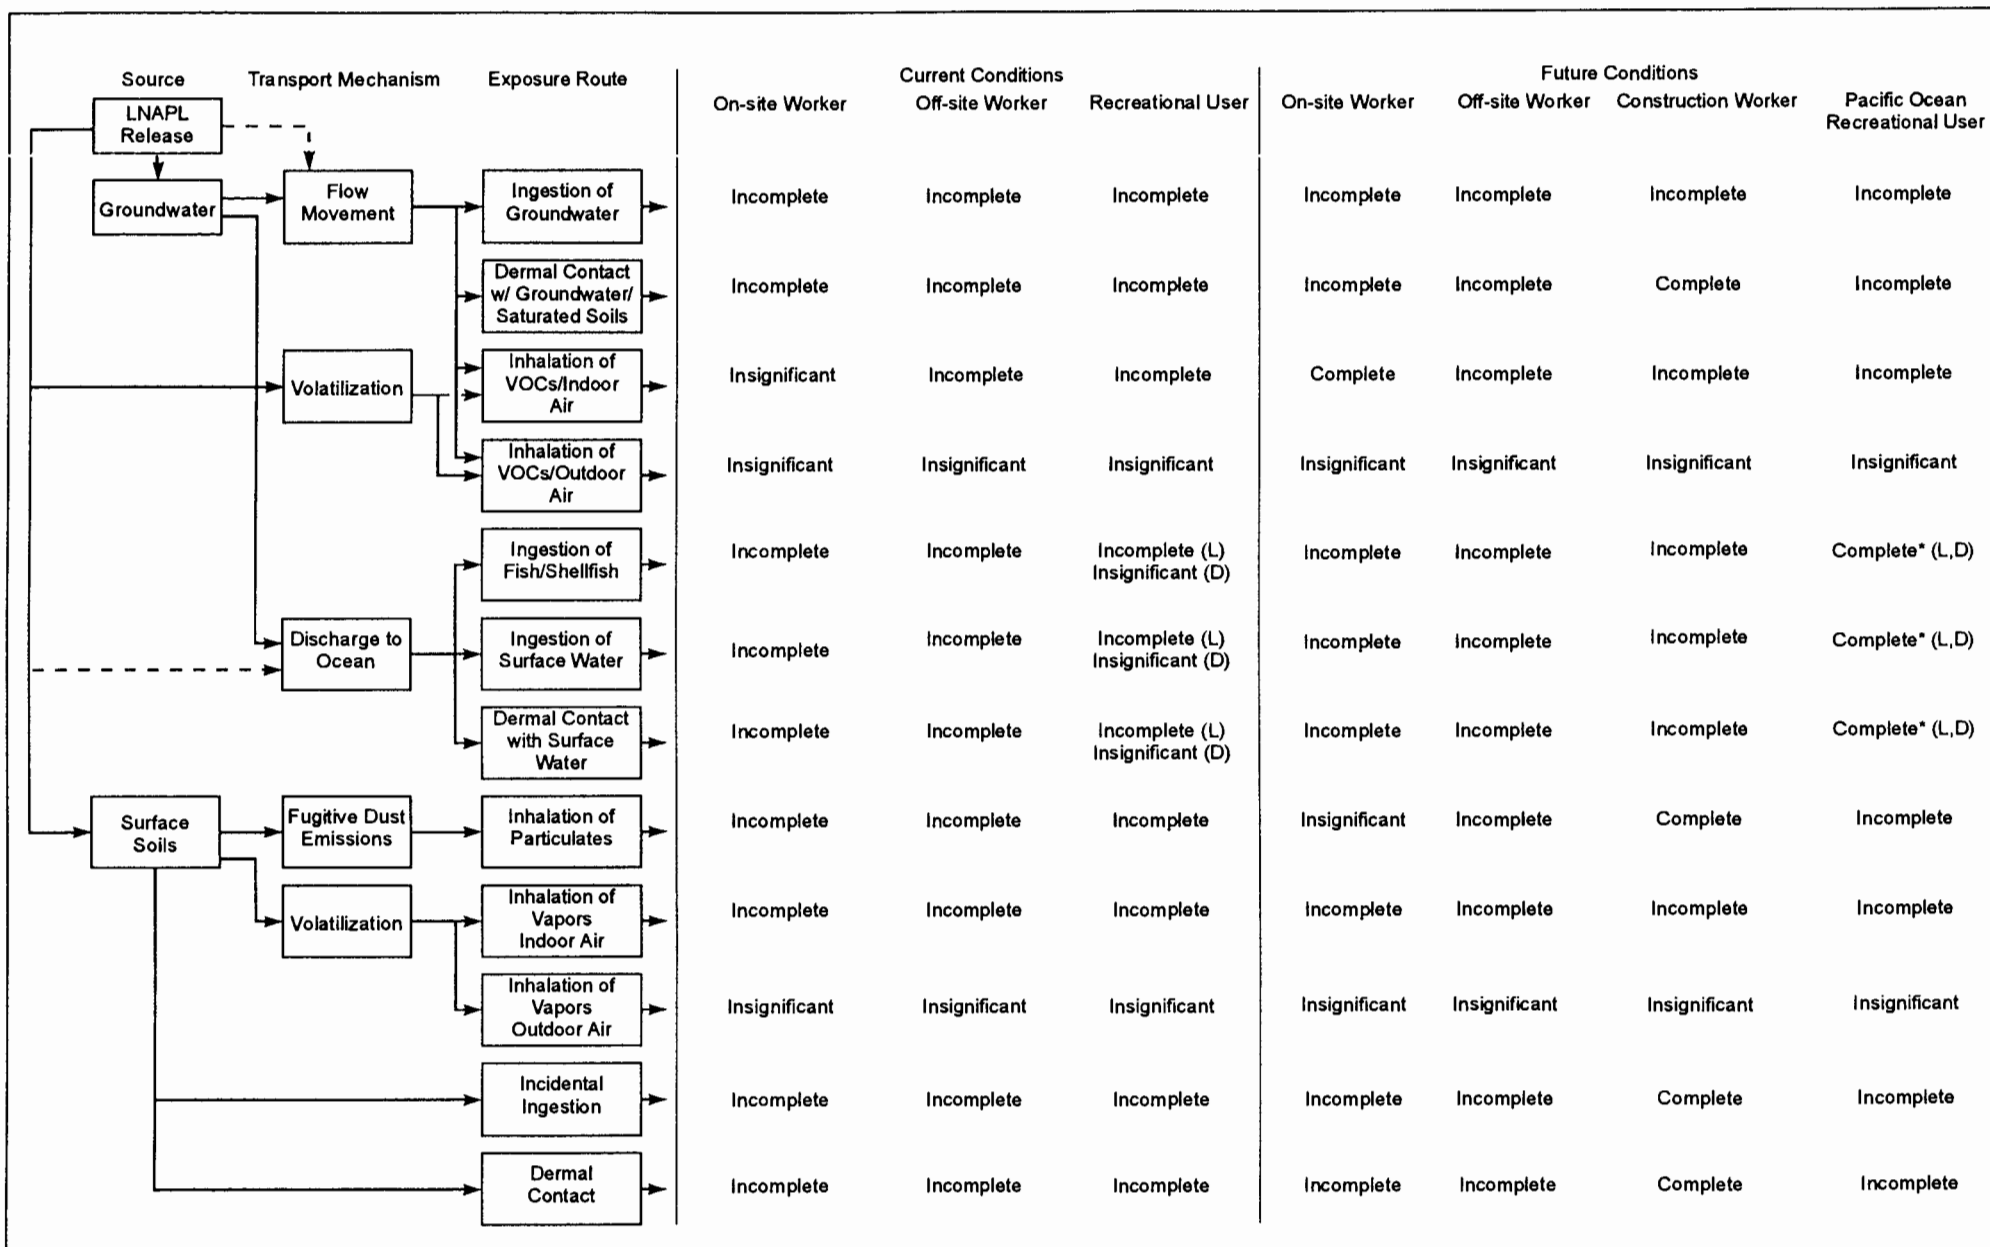 Source Transport Mechanism Exposure Route
Current Conditions
On-site Worker Off-site Worker Recreational User
Future Conditions
On-site Worker Off-site Worker Construction Worker Pacific Ocean
Recreational User
LNAPL
Release
Groundwater
Flow
Movement
Ingestion of
Groundwater
Incomplete Incomplete Incomplete Incomplete Incomplete Incomplete Incomplete
Dermal Contact
w/ Groundwater/
Saturated Soils
Incomplete Incomplete Incomplete Incomplete Incomplete Complete Incomplete
Volatilization
Inhalation of
VOCs/Indoor
Air
Insignificant Incomplete Incomplete Complete Incomplete Incomplete Incomplete
Inhalation of
VOCs/Outdoor
Air
Insignificant Insignificant Insignificant Insignificant Insignificant Insignificant Insignificant
Ingestion of
Fish/Shellfish
Incomplete Incomplete Incomplete (L) Incomplete Incomplete Incomplete Complete* (L,D)
Insignificant (D)
Discharge to
Ocean
Ingestion of
Surface Water
Incomplete Incomplete Incomplete (L) Incomplete Incomplete Incomplete Complete* (L,D)
Insignificant (D)
Dermal Contact
with Surface
Water
Incomplete Incomplete Incomplete (L) Incomplete Incomplete Incomplete Complete* (L,D)
Insignificant (D)
Surface
Soils
Fugitive Dust
Emissions
Inhalation of
Particulates
Incomplete Incomplete Incomplete Insignificant Incomplete Complete Incomplete
Volatilization
Inhalation of
Vapors
Indoor Air
Incomplete Incomplete Incomplete Incomplete Incomplete Incomplete Incomplete
Inhalation of
Vapors
Outdoor Air
Insignificant Insignificant Insignificant Insignificant Insignificant Insignificant Insignificant
Incidental
Ingestion
Incomplete Incomplete Incomplete Incomplete Incomplete Complete Incomplete
Dermal
Contact
Incomplete Incomplete Incomplete Incomplete Incomplete Complete Incomplete